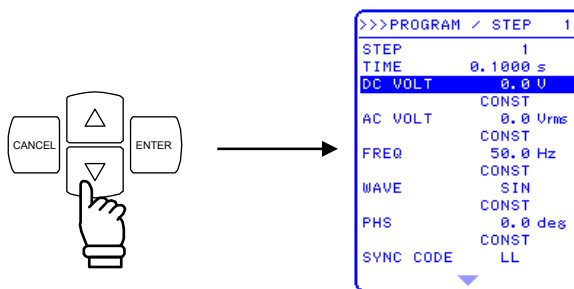 CANCEL
ENTER
>>>PROGRAM / STEP 1
STEP 1
TIME 0.1000 s
DC VOLT 0.0 V
CONST
AC VOLT 0.0 Vrms
CONST
FREQ 50.0 Hz
CONST
WAVE SIN
CONST
PHS 0.0 deg
CONST
SYNC CODE LL